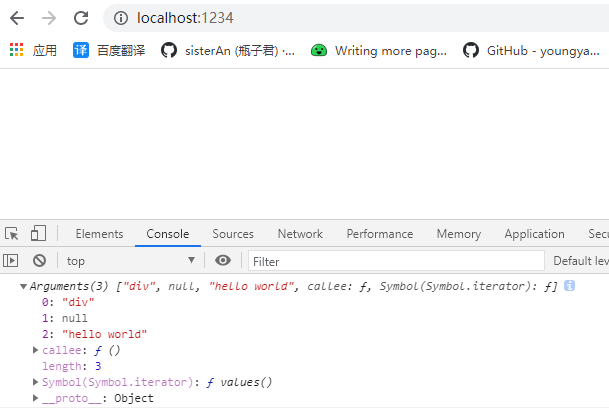 localhost:1234
应用 译 百度翻译 sisterAn (瓶子君) ·... Writing more pag... GitHub - youngya...
Elements Console Sources Network Performance Memory Application Secu
top ▼ Filter Default lev
▼Arguments(3) ["div", null, "hello world", callee: ƒ, Symbol(Symbol.iterator): ƒ] i
0: "div"
1: null
2: "hello world"
▶callee: ƒ ()
length: 3
▶Symbol(Symbol.iterator): ƒ values()
▶__proto__: Object